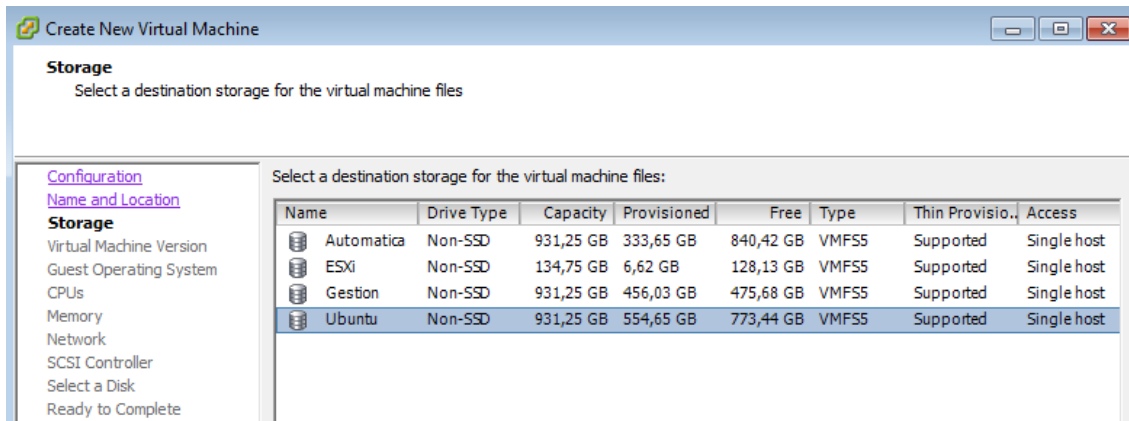 Create New Virtual Machine
Storage
Select a destination storage for the virtual machine files
Configuration
Name and Location
Storage
Virtual Machine Version
Guest Operating System
CPUs
Memory
Network
SCSI Controller
Select a Disk
Ready to Complete
Select a destination storage for the virtual machine files:
Name Drive Type Capacity Provisioned Free Type Thin Provisio.. Access
Automatica Non-SSD 931,25 GB 333,65 GB 840,42 GB VMFS5 Supported Single host
ESXi Non-SSD 134,75 GB 6,62 GB 128,13 GB VMFS5 Supported Single host
Gestion Non-SSD 931,25 GB 456,03 GB 475,68 GB VMFS5 Supported Single host
Ubuntu Non-SSD 931,25 GB 554,65 GB 773,44 GB VMFS5 Supported Single host